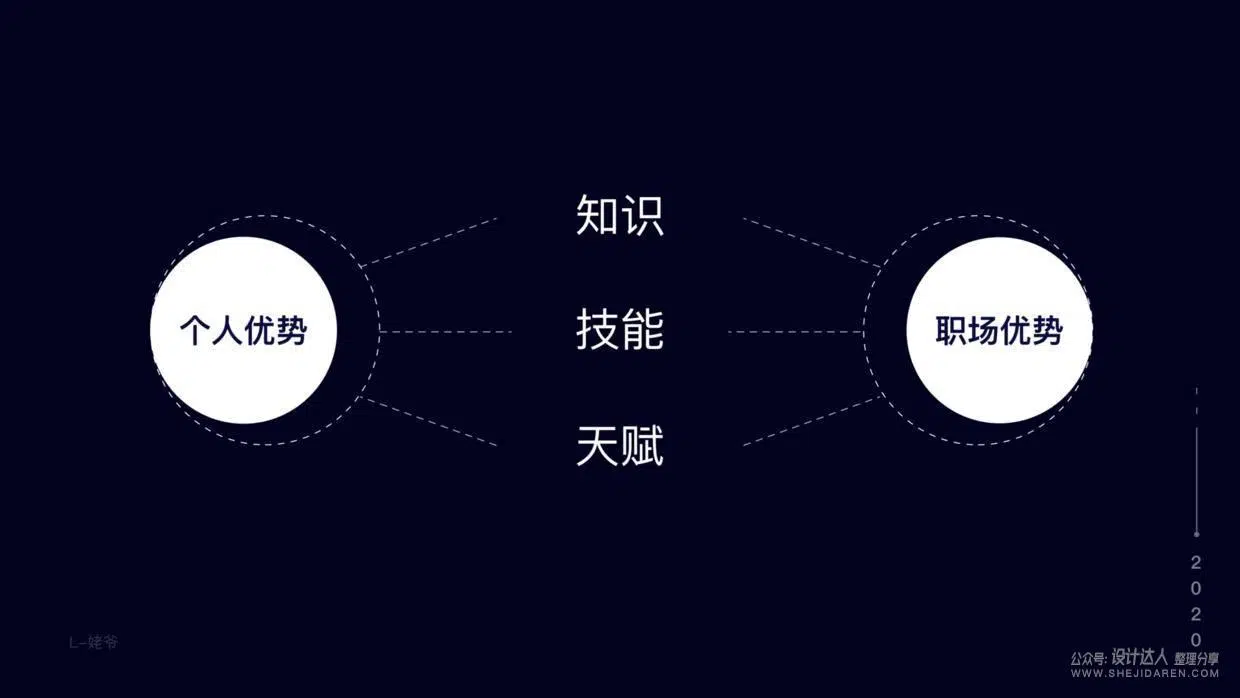 知识
个人优势
技能
职场优势
天赋
2020
L-姥爷
公众号: 设计达人 整理分享
WWW.SHEJIDAREN.COM